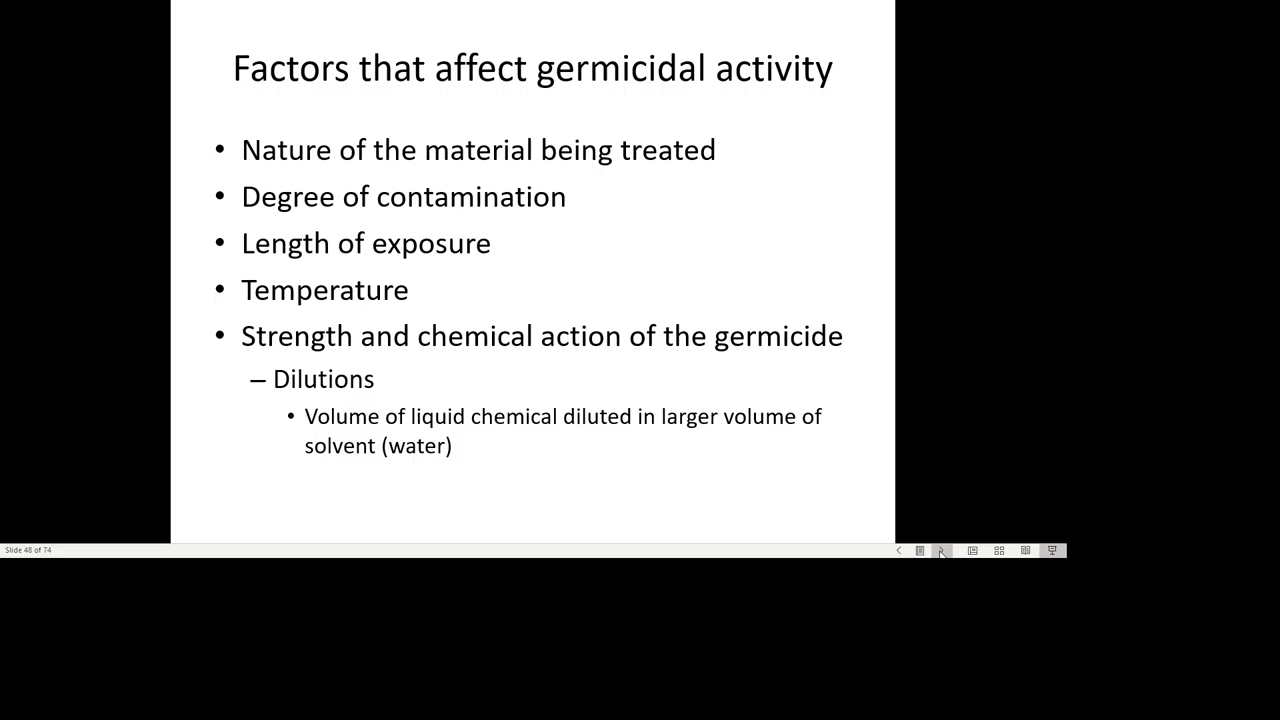 Factors that affect germicidal activity
• Nature of the material being treated
• Degree of contamination
• Length of exposure
• Temperature
• Strength and chemical action of the germicide
– Dilutions
• Volume of liquid chemical diluted in larger volume of
solvent (water)
Slide 48 of 74